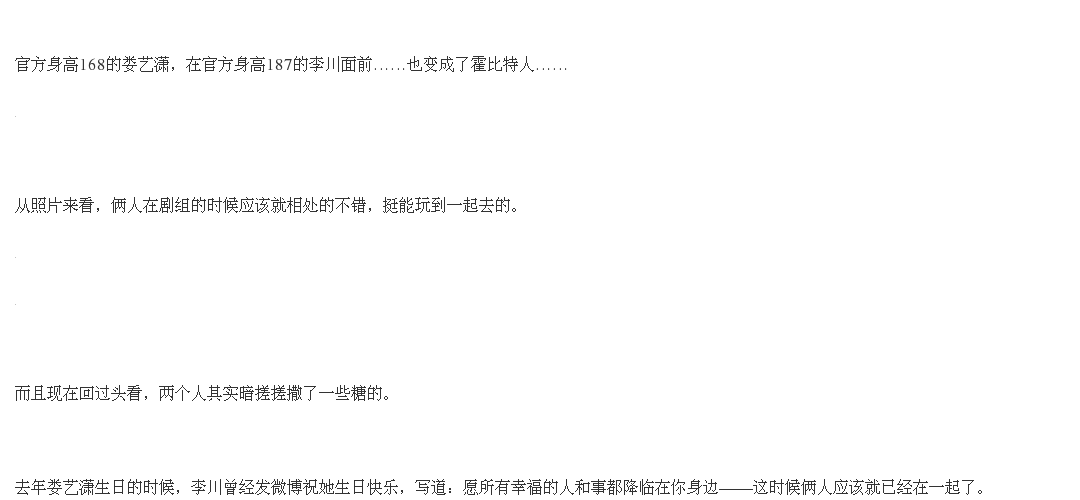 官方身高168的娄艺潇，在官方身高187的李川面前……也变成了霍比特人……
从照片来看，俩人在剧组的时候应该就相处的不错，挺能玩到一起去的。
而且现在回过头看，两个人其实暗搓搓撒了一些糖的。
去年娄艺潇生日的时候，李川曾经发微博祝她生日快乐，写道：愿所有幸福的人和事都降临在你身边——这时候俩人应该就已经在一起了。